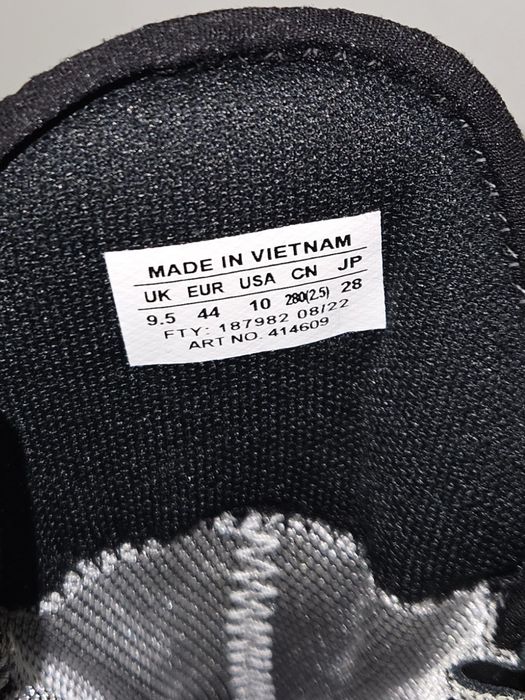 MADE IN VIETNAM
UK EUR USA CN JP
9.5 44 10 280(2.5) 28
FTY: 187982 08/22
ART NO. 414609